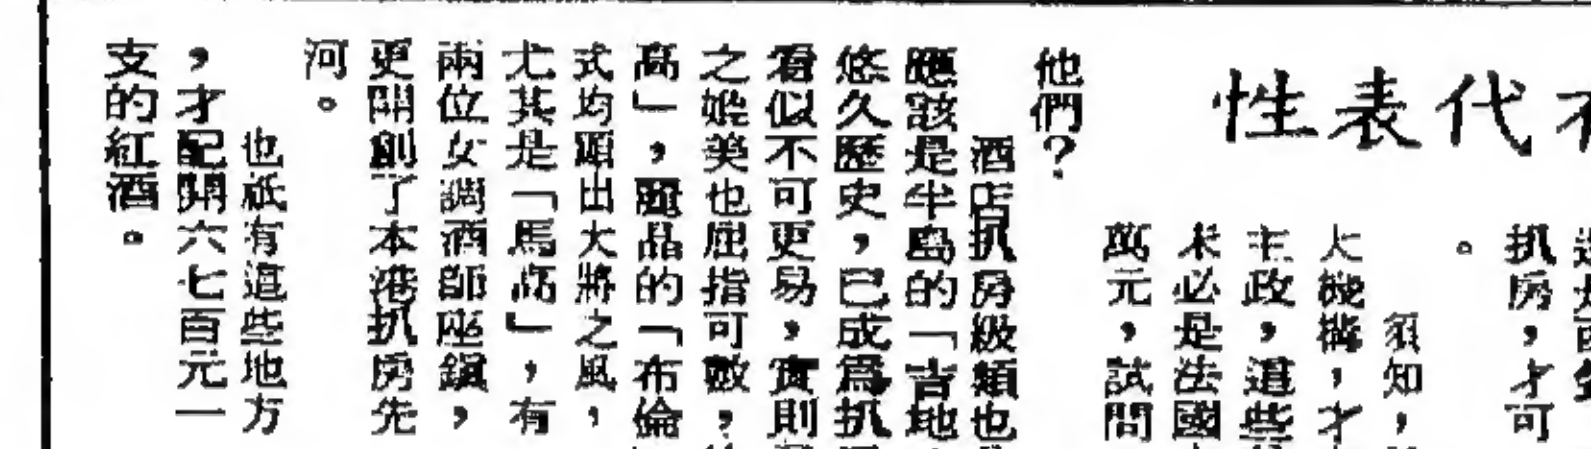 代表性
扒房，才可
。
須知，
大機構，才
主政，這些
未必是法國
萬元，試問
他們？
酒店扒房級類也
應該是半島的「吉地
悠久歷史，已成爲扒
看似不可更易，實則
之媲美也屈指可數，
高」，麗晶的「布倫
式均顯出大將之風，
尤其是「馬高」，有
兩位女調酒師座鎭，
更開創了本港扒房先
河。
也祇有這些地方
，才配開六七百元一
支的紅酒。